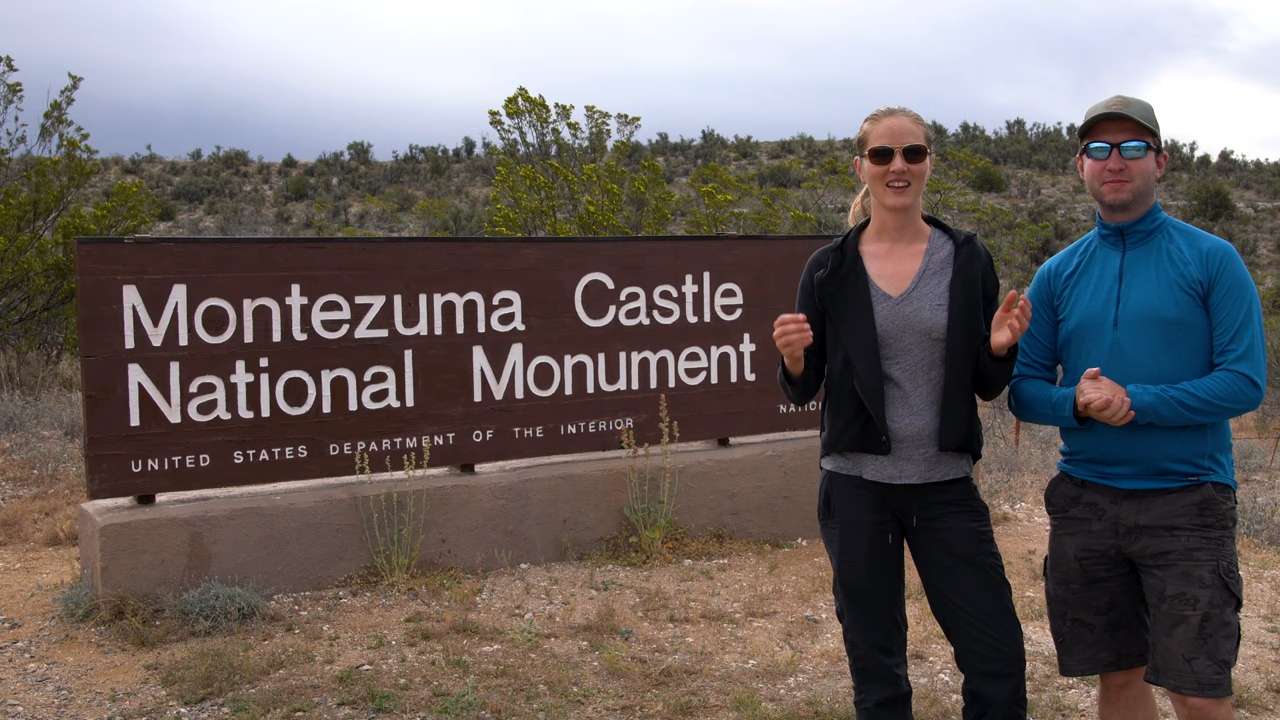 Montezuma Castle
National Monument
UNITED STATES DEPARTMENT OF THE INTERIOR